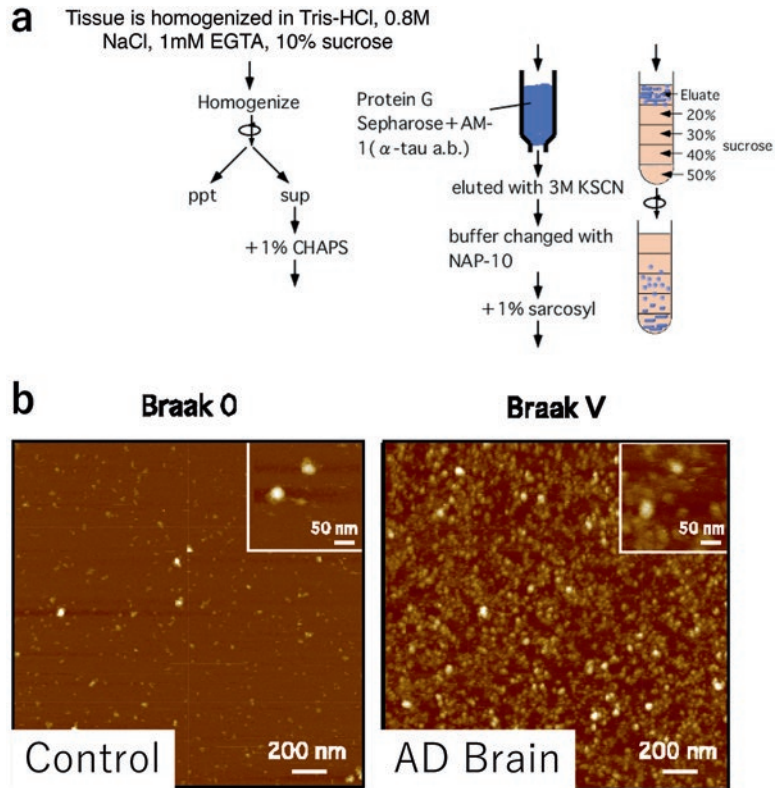 a
Tissue is homogenized in Tris-HCl, 0.8M
NaCl, 1mM EGTA, 10% sucrose
Homogenize
ppt
sup
+1% CHAPS
Protein G
Sepharose+AM-
1(α-tau a.b.)
eluted with 3M KSCN
buffer changed with
NAP-10
+1% sarcosyl
Eluate
20%
30%
40%
50%
sucrose
b
Braak 0
Braak V
50 nm
50 nm
Control
200 nm
AD Brain
200 nm